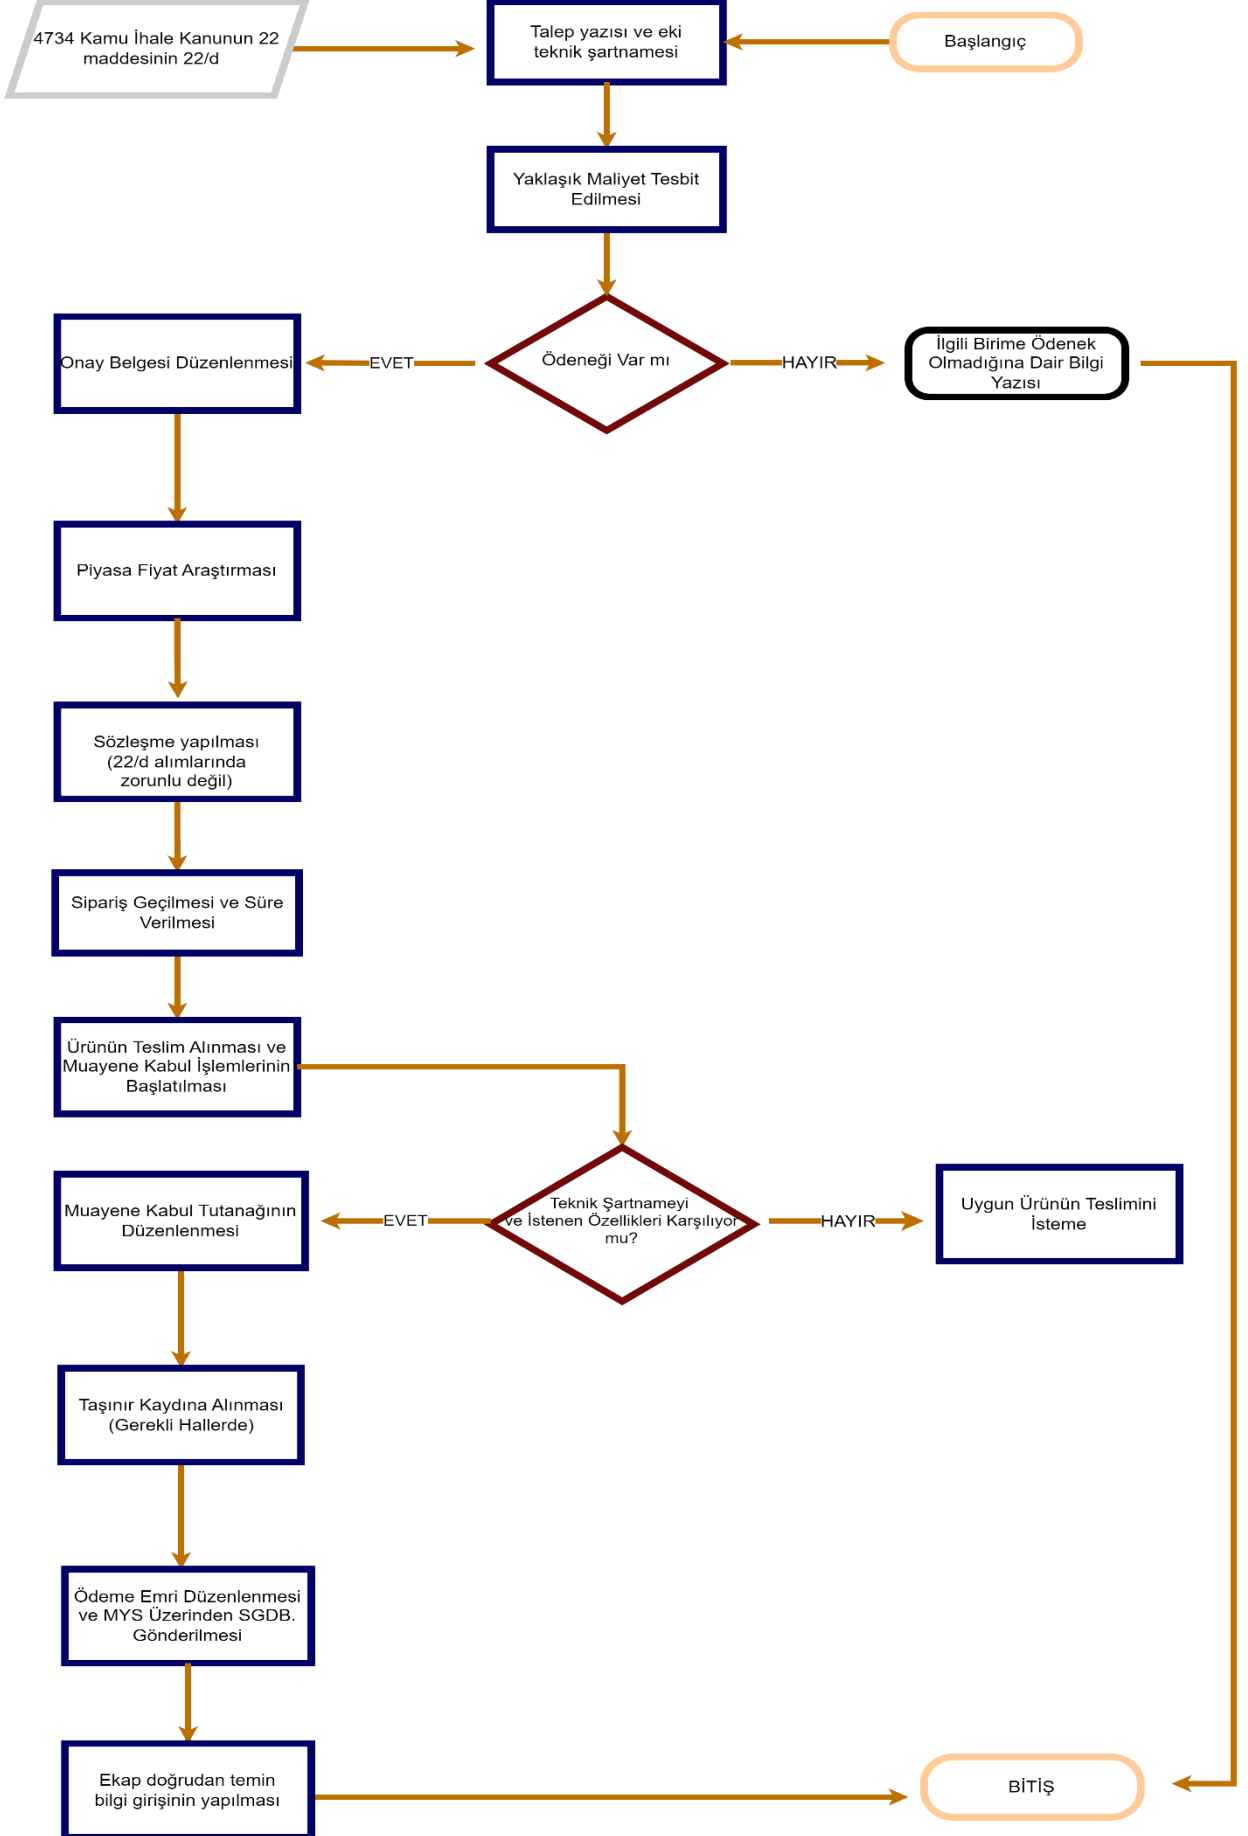 4734 Kamu İhale Kanunun 22
maddesinin 22/d
Talep yazısı ve eki
teknik şartnamesi
Başlangıç
Yaklaşık Maliyet Tesbit
Edilmesi
Onay Belgesi Düzenlenmesi
EVET
Ödeneği Var mı
HAYIR
İlgili Birime Ödenek
Olmadığına Dair Bilgi
Yazısı
Piyasa Fiyat Araştırması
Sözleşme yapılması
(22/d alımlarında
zorunlu değil)
Sipariş Geçilmesi ve Süre
Verilmesi
Ürünün Teslim Alınması ve
Muayene Kabul İşlemlerinin
Başlatılması
Muayene Kabul Tutanağının
Düzenlenmesi
EVET
Teknik Şartnameyi
ve İstenen Özellikleri Karşılıyor
mu?
HAYIR
Uygun Ürünün Teslimini
İsteme
Taşınır Kaydına Alınması
(Gerekli Hallerde)
Ödeme Emri Düzenlenmesi
ve MYS Üzerinden SGDB.
Gönderilmesi
Ekap doğrudan temin
bilgi girişinin yapılması
BİTİŞ